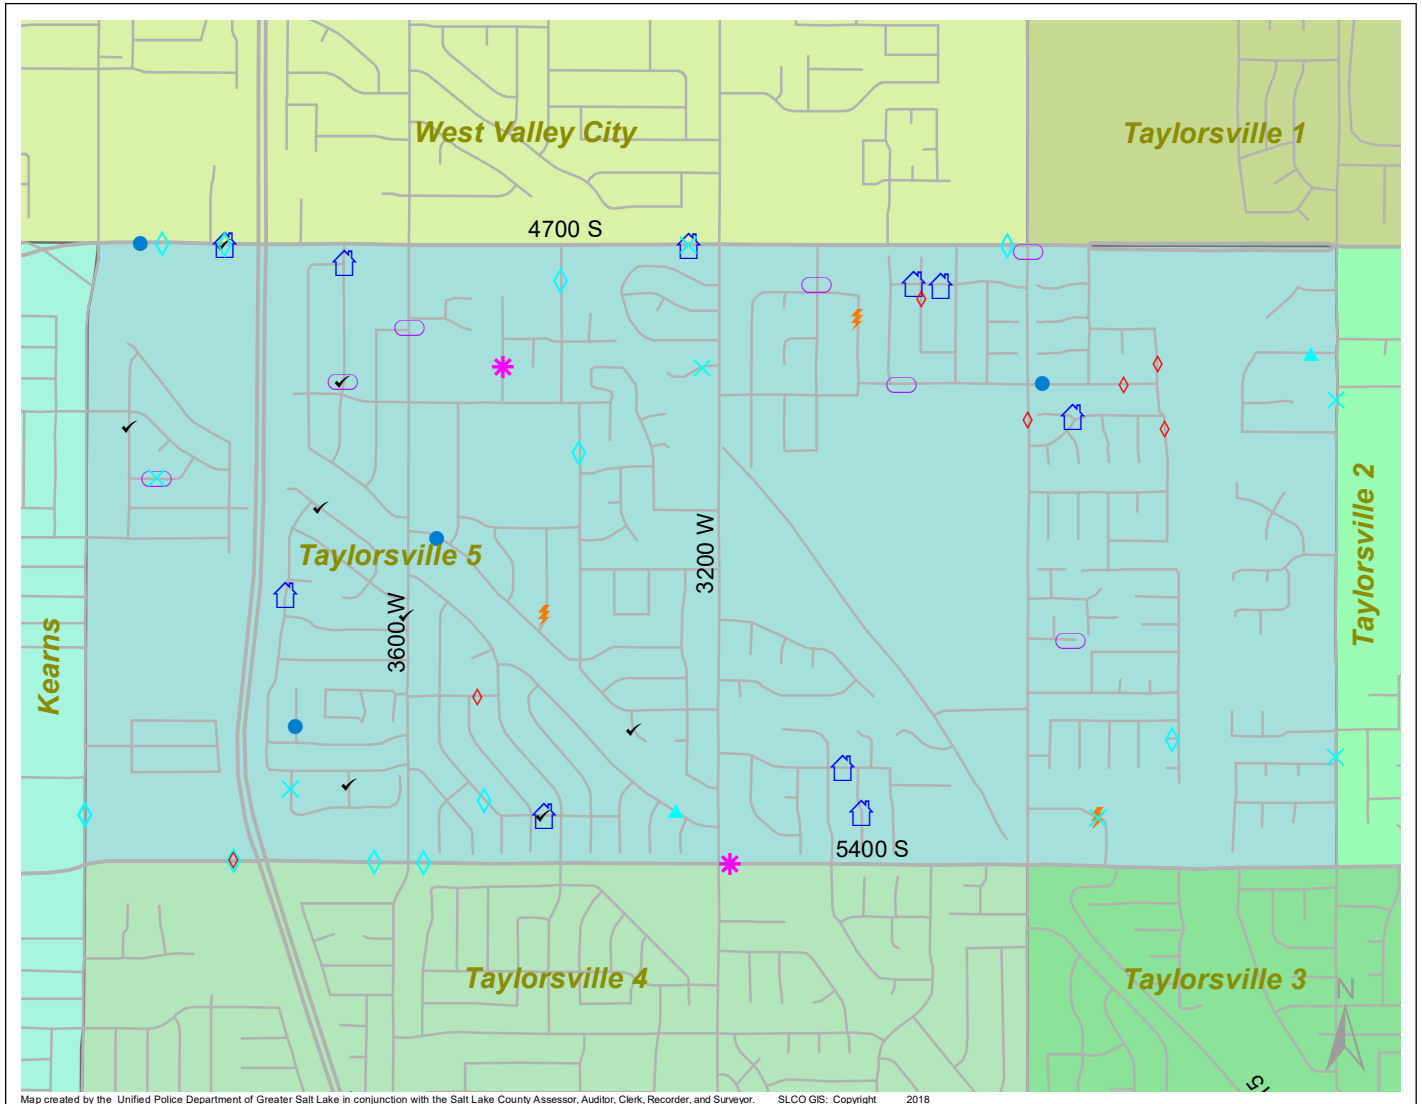 West Valley City
Taylorsville 1
4700 S
Taylorsville 2
3200 W
Taylorsville 5
3600 W
Kearns
5400 S
Taylorsville 4
Taylorsville 3
N
15
Map created by the Unified Police Department of Greater Salt Lake in conjunction with the Salt Lake County Assessor, Auditor, Clerk, Recorder, and Surveyor. SLCO GIS: Copyright 2018